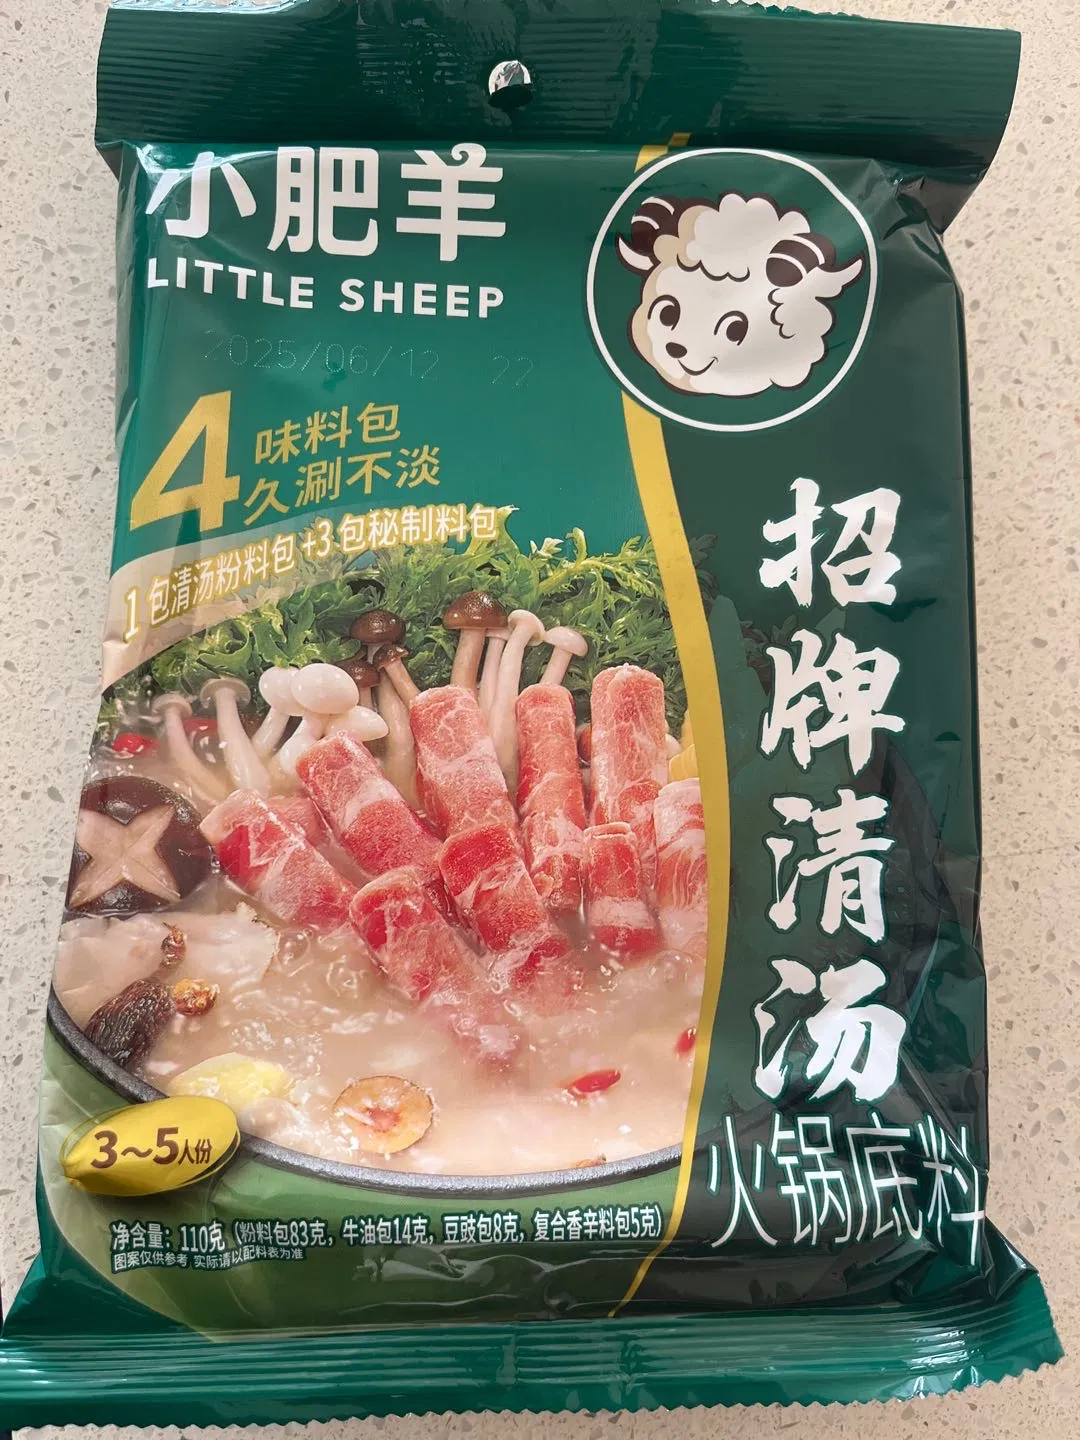 小肥羊
LITTLE SHEEP
2025/06/12 22
4味料包
久涮不淡
1包清汤粉料包+3包秘制料包
招牌清汤
火锅底料
3～5人份
净含量：110克（粉料包83克，牛油包14克，豆豉包8克，复合香辛料包5克）
图案仅供参考 实际请以配料表为准